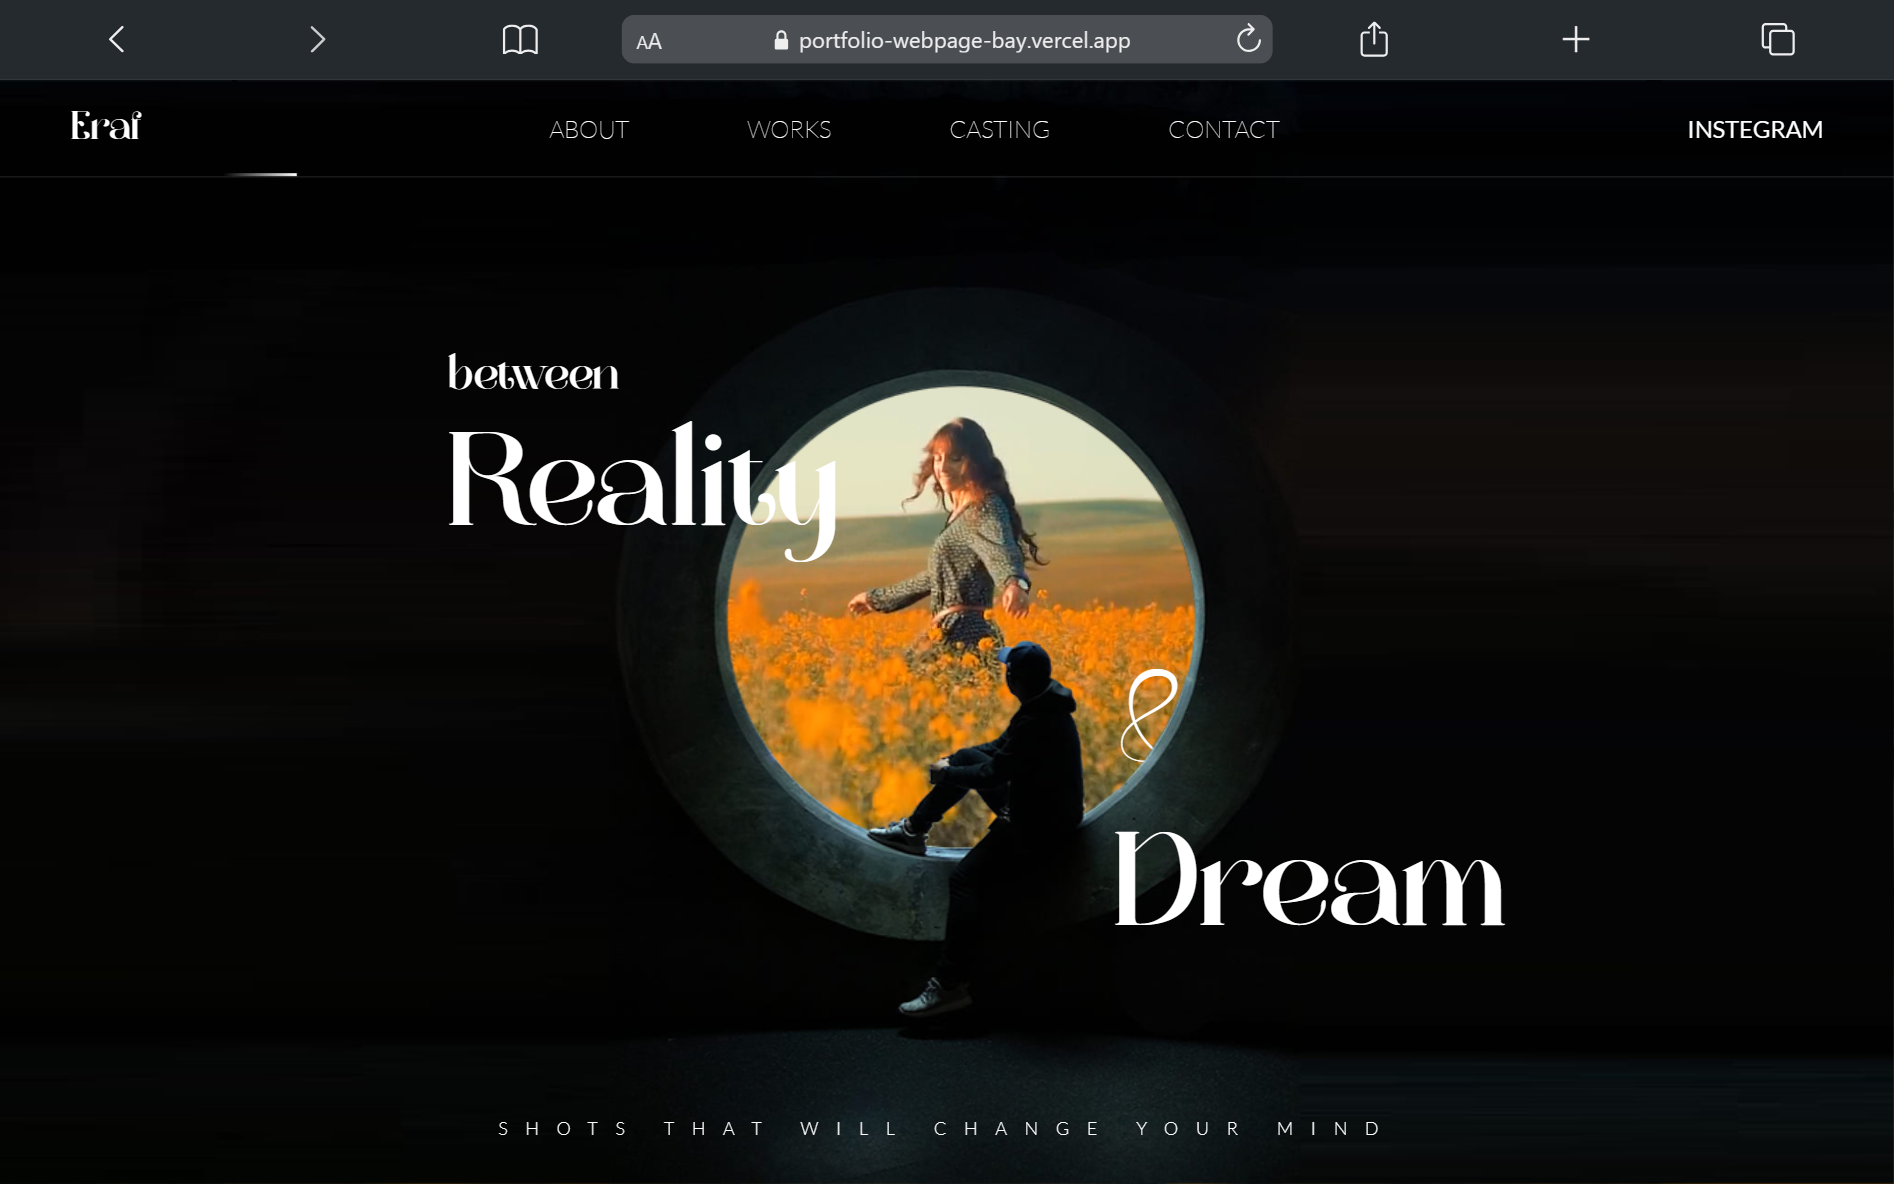 AA portfolio-webpage-bay.vercel.app
Eraf ABOUT WORKS CASTING CONTACT INSTEGRAM
between
Reality
&
Dream
SHOTS THAT WILL CHANGE YOUR MIND